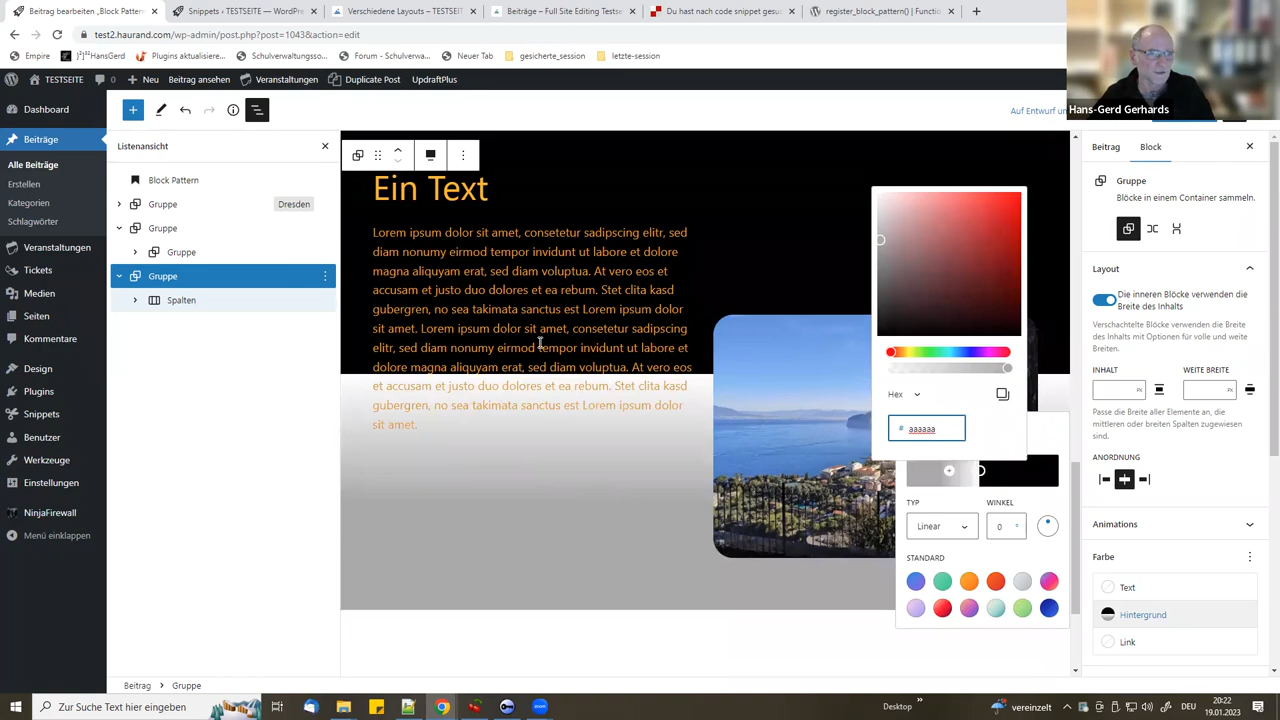 Beitrag bearbeiten „Block Pattern
Snippets ‹ TESTSEITE — WordPre
Verschiedene Layouts – TESTSEIT
Beiträge – Full Site Editing Testse
Du hast nach code snippet gesuc
register_block_pattern() | Functio
test2.haurand.com/wp-admin/post.php?post=1043&action=edit
Empire
}²]³²HansGerd
Plugins aktualisiere...
Schulverwaltungsso...
Forum - Schulverwa...
Neuer Tab
gesicherte_session
letzte-session
TESTSEITE
0
Neu
Beitrag ansehen
Veranstaltungen
Duplicate Post
UpdraftPlus
Hans-Gerd Gerhards
Dashboard
Beiträge
Alle Beiträge
Erstellen
Kategorien
Schlagwörter
Veranstaltungen
Tickets
Medien
Seiten
Kommentare
Design
Plugins
Snippets
Benutzer
Werkzeuge
Einstellungen
NinjaFirewall
Menü einklappen
Auf Entwurf um
Listenansicht
Block Pattern
Gruppe
Dresden
Gruppe
Gruppe
Gruppe
Spalten
Ein Text
Lorem ipsum dolor sit amet, consetetur sadipscing elitr, sed
diam nonumy eirmod tempor invidunt ut labore et dolore
magna aliquyam erat, sed diam voluptua. At vero eos et
accusam et justo duo dolores et ea rebum. Stet clita kasd
gubergren, no sea takimata sanctus est Lorem ipsum dolor
sit amet. Lorem ipsum dolor sit amet, consetetur sadipscing
elitr, sed diam nonumy eirmod tempor invidunt ut labore et
dolore magna aliquyam erat, sed diam voluptua. At vero eos
et accusam et justo duo dolores et ea rebum. Stet clita kasd
gubergren, no sea takimata sanctus est Lorem ipsum dolor
sit amet.
Hex
# aaaaaa
TYP
WINKEL
Linear
0 °
STANDARD
Beitrag
Block
Gruppe
Blöcke in einem Container sammeln.
Layout
Die inneren Blöcke verwenden die
Breite des Inhalts
Verschachtelte Blöcke verwenden die Breite
des Inhalts mit Optionen für volle und weite
Breiten.
INHALT
WEITE BREITE
PX
PX
Passe die Breite aller Elemente an, die
mittleren oder breiten Spalten zugewiesen
sind.
ANORDNUNG
Animations
Farbe
Text
Hintergrund
Link
Beitrag
Gruppe
Zur Suche Text hier eingeben
Desktop
»
vereinzelt
DEU
20:22
19.01.2023